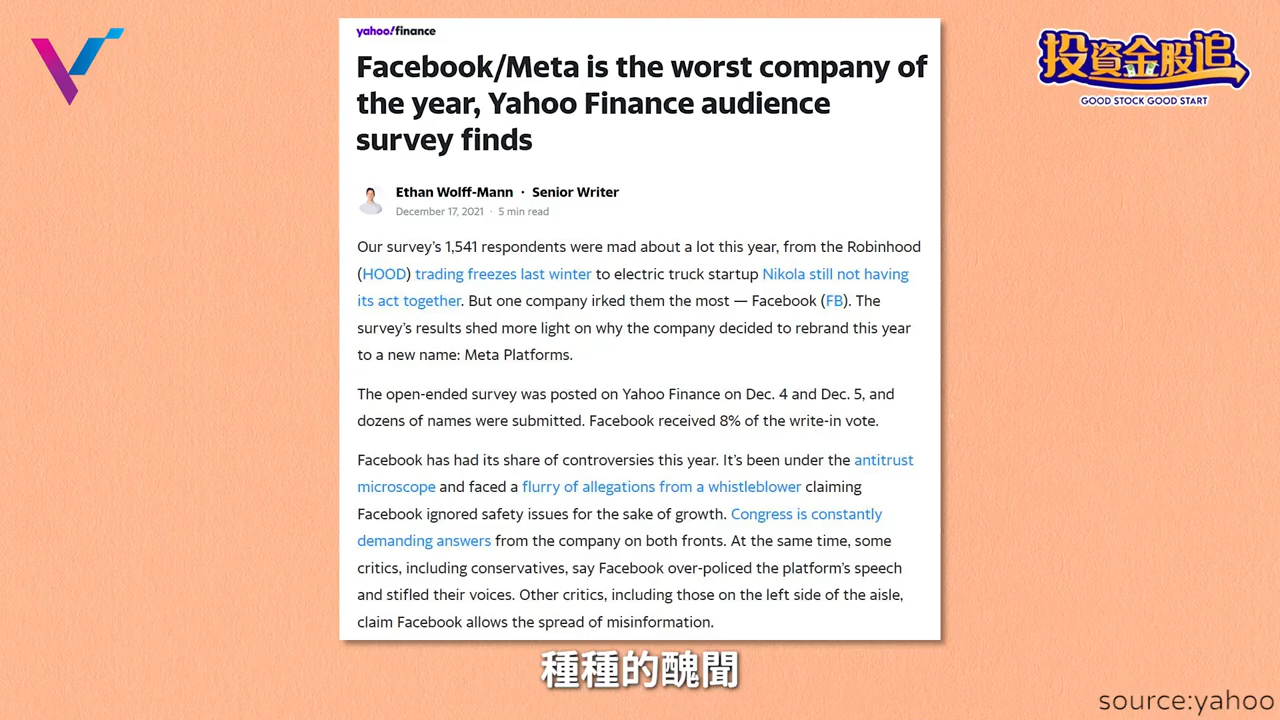 投資金股追
GOOD STOCK GOOD START
yahoo!finance
Facebook/Meta is the worst company of
the year, Yahoo Finance audience
survey finds
Ethan Wolff-Mann · Senior Writer
December 17, 2021 · 5 min read
Our survey's 1,541 respondents were mad about a lot this year, from the Robinhood
(HOOD) trading freezes last winter to electric truck startup Nikola still not having
its act together. But one company irked them the most — Facebook (FB). The
survey's results shed more light on why the company decided to rebrand this year
to a new name: Meta Platforms.
The open-ended survey was posted on Yahoo Finance on Dec. 4 and Dec. 5, and
dozens of names were submitted. Facebook received 8% of the write-in vote.
Facebook has had its share of controversies this year. It's been under the antitrust
microscope and faced a flurry of allegations from a whistleblower claiming
Facebook ignored safety issues for the sake of growth. Congress is constantly
demanding answers from the company on both fronts. At the same time, some
critics, including conservatives, say Facebook over-policed the platform's speech
and stifled their voices. Other critics, including those on the left side of the aisle,
claim Facebook allows the spread of misinformation.
種種的醜聞
source:yahoo